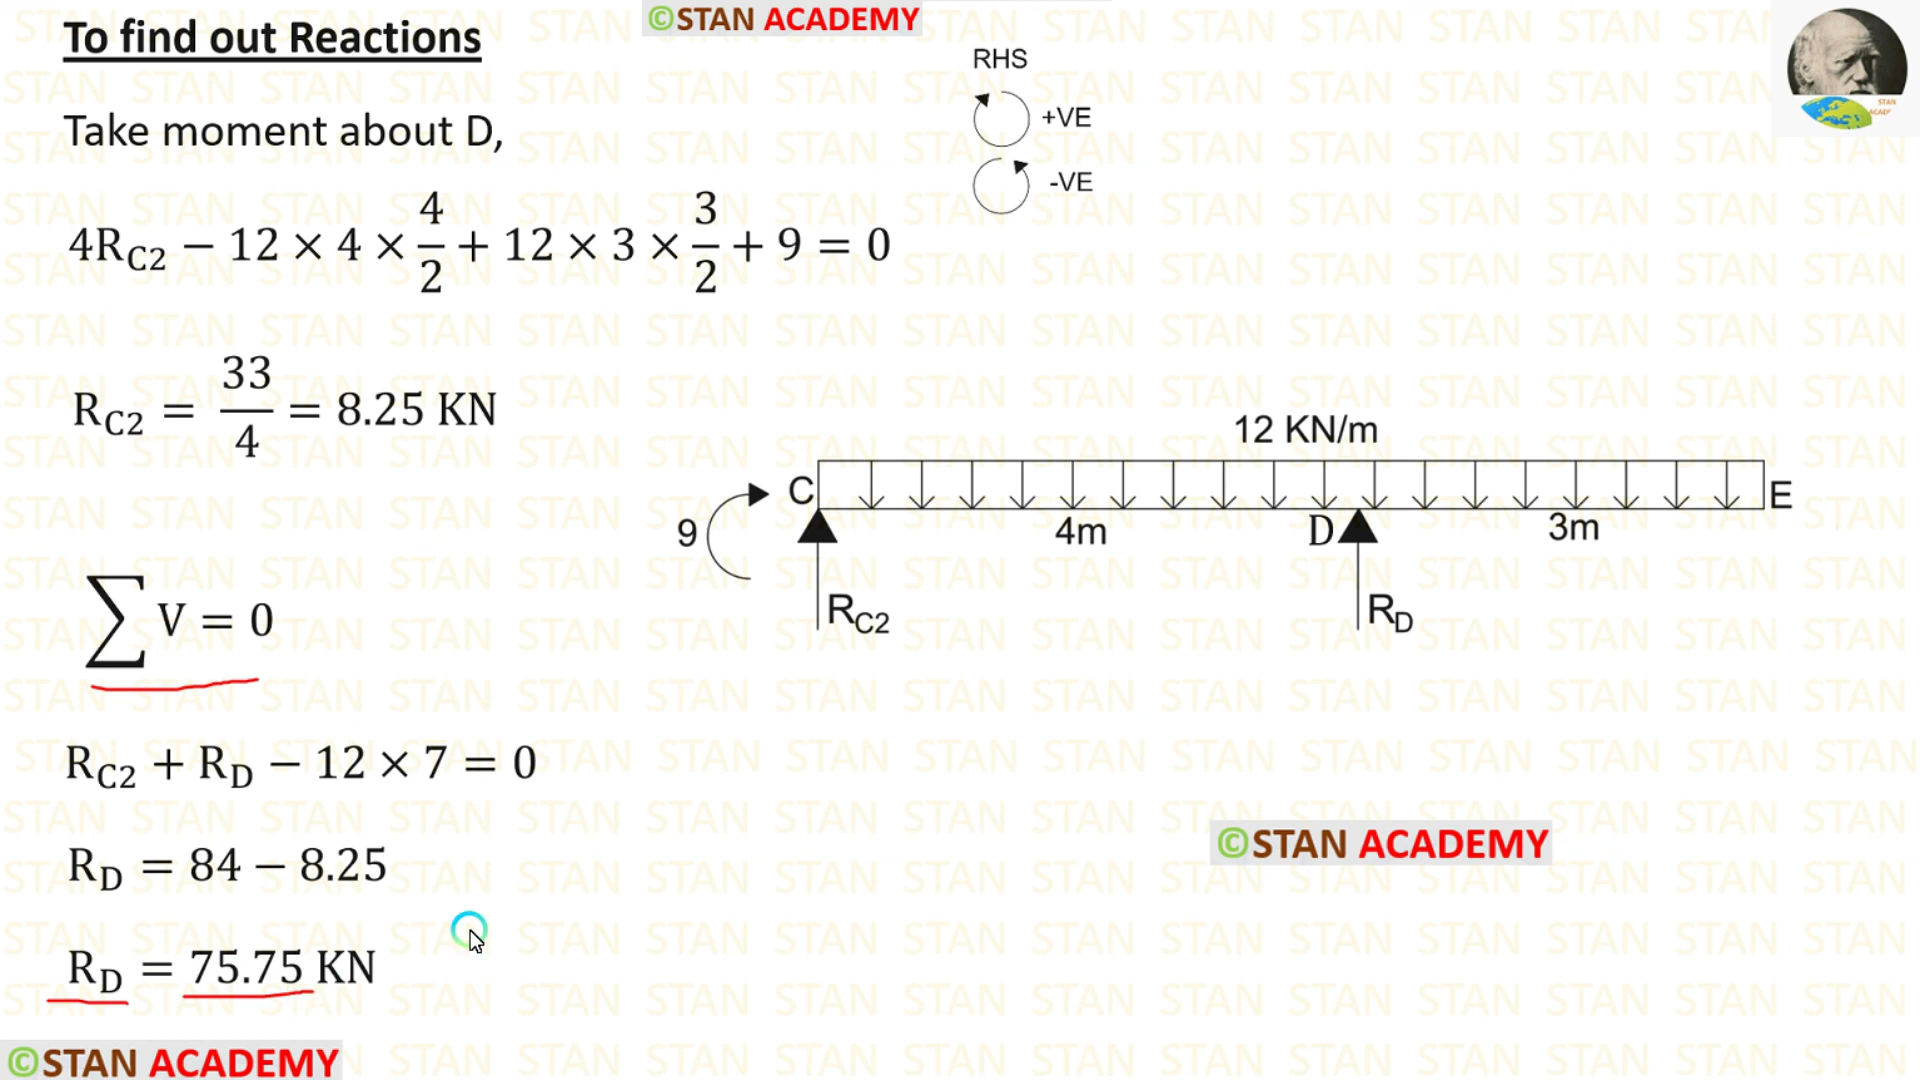 ©STAN ACADEMY
To find out Reactions
RHS
Take moment about D,
+VE
-VE
4R_C2 − 12 × 4 × 4/2 + 12 × 3 × 3/2 + 9 = 0
R_C2 = 33/4 = 8.25 KN
12 KN/m
C
E
9
4m
D
3m
R_C2
R_D
∑ V = 0
R_C2 + R_D − 12 × 7 = 0
©STAN ACADEMY
R_D = 84 − 8.25
R_D = 75.75 KN
©STAN ACADEMY